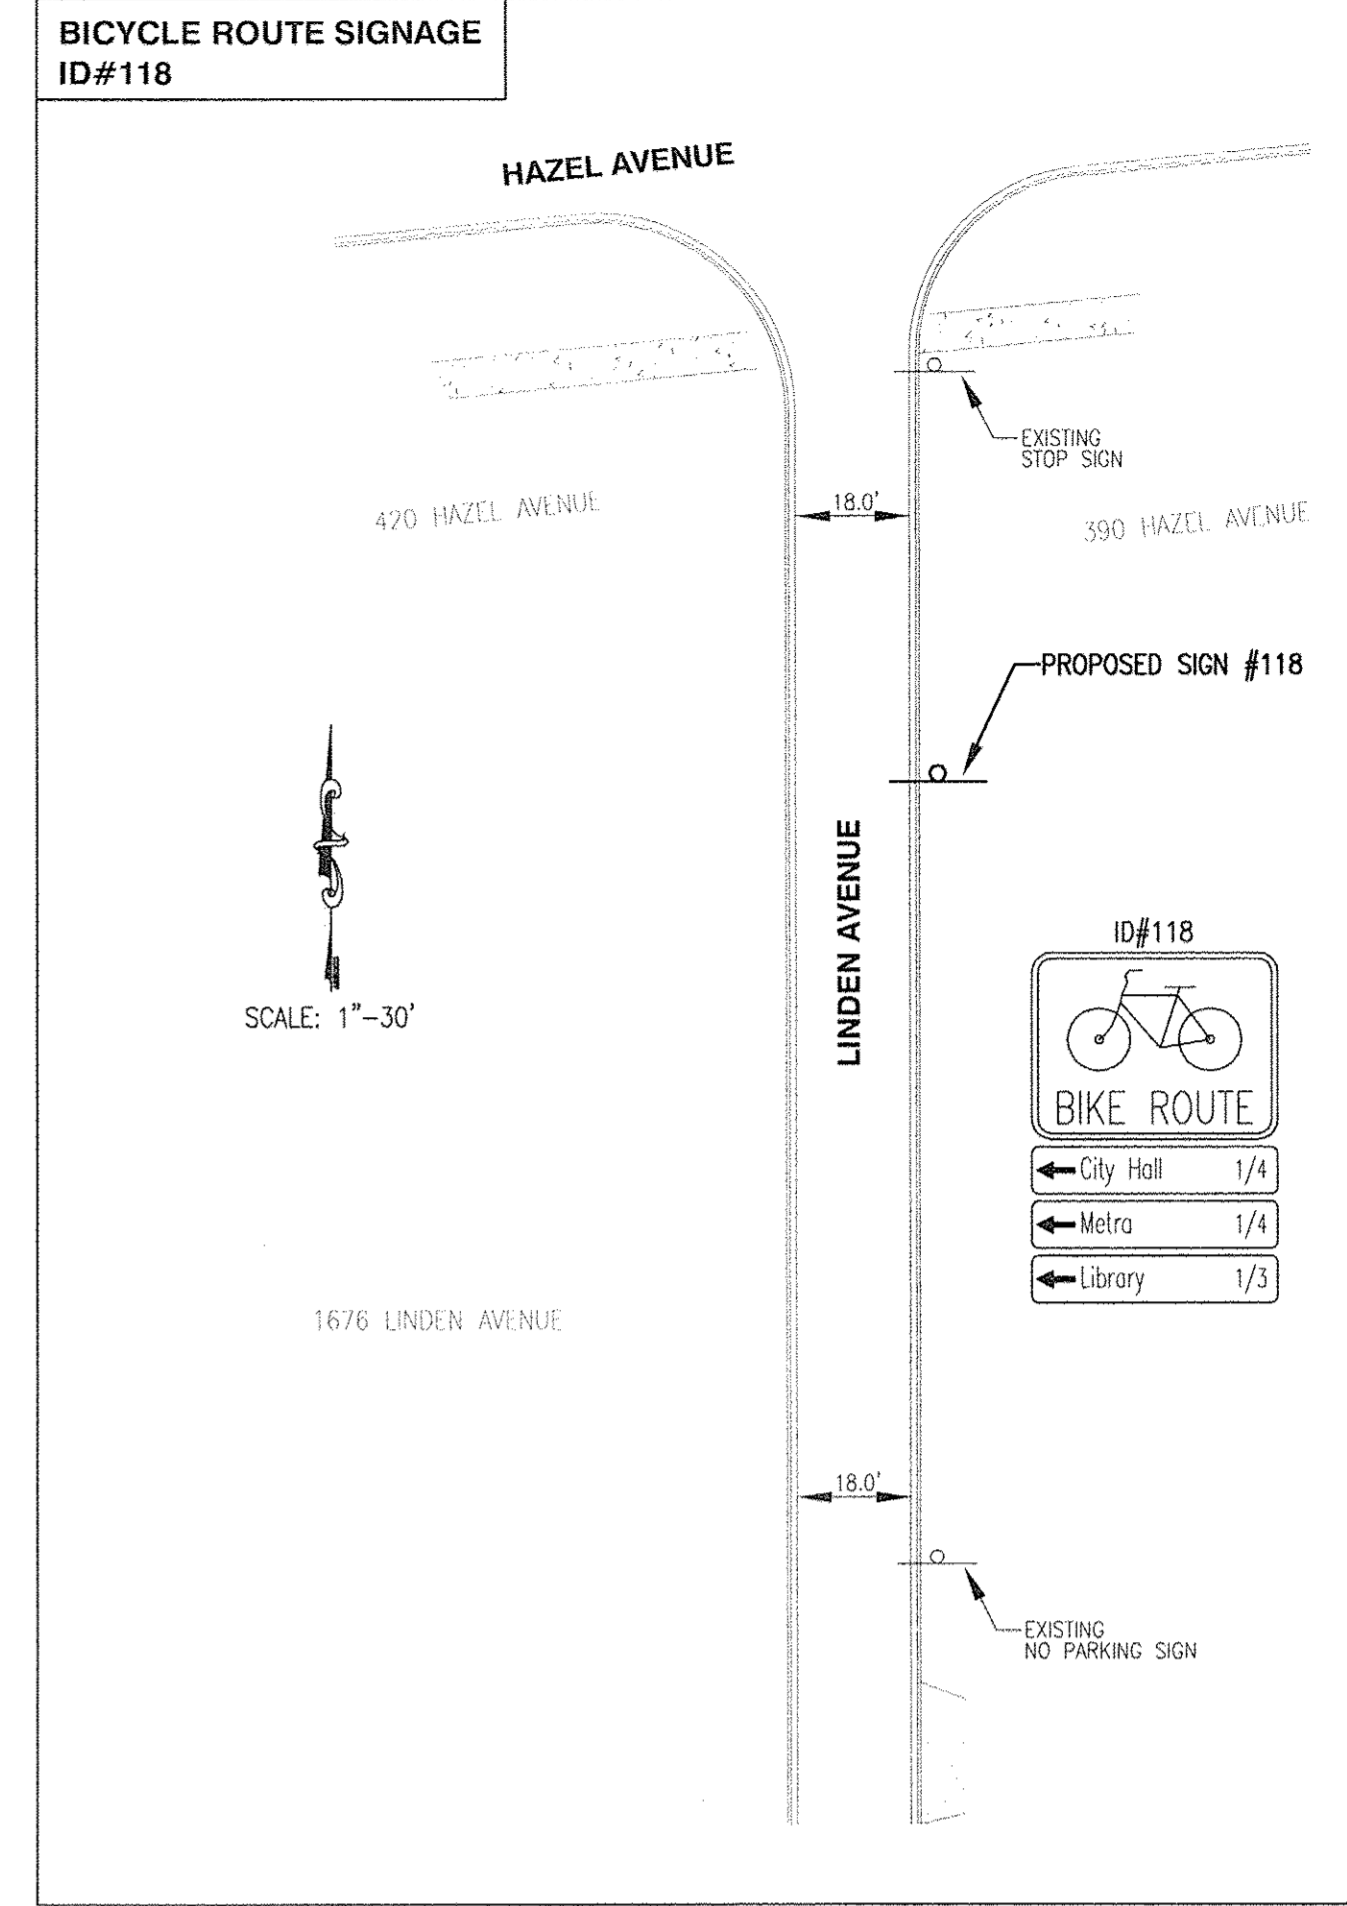 BICYCLE ROUTE SIGNAGE
ID#118
HAZEL AVENUE
EXISTING
STOP SIGN
420 HAZEL AVENUE
18.0'
390 HAZEL AVENUE
PROPOSED SIGN #118
LINDEN AVENUE
SCALE: 1"-30'
ID#118
BIKE ROUTE
City Hall 1/4
Metra 1/4
Library 1/3
1676 LINDEN AVENUE
18.0'
EXISTING
NO PARKING SIGN